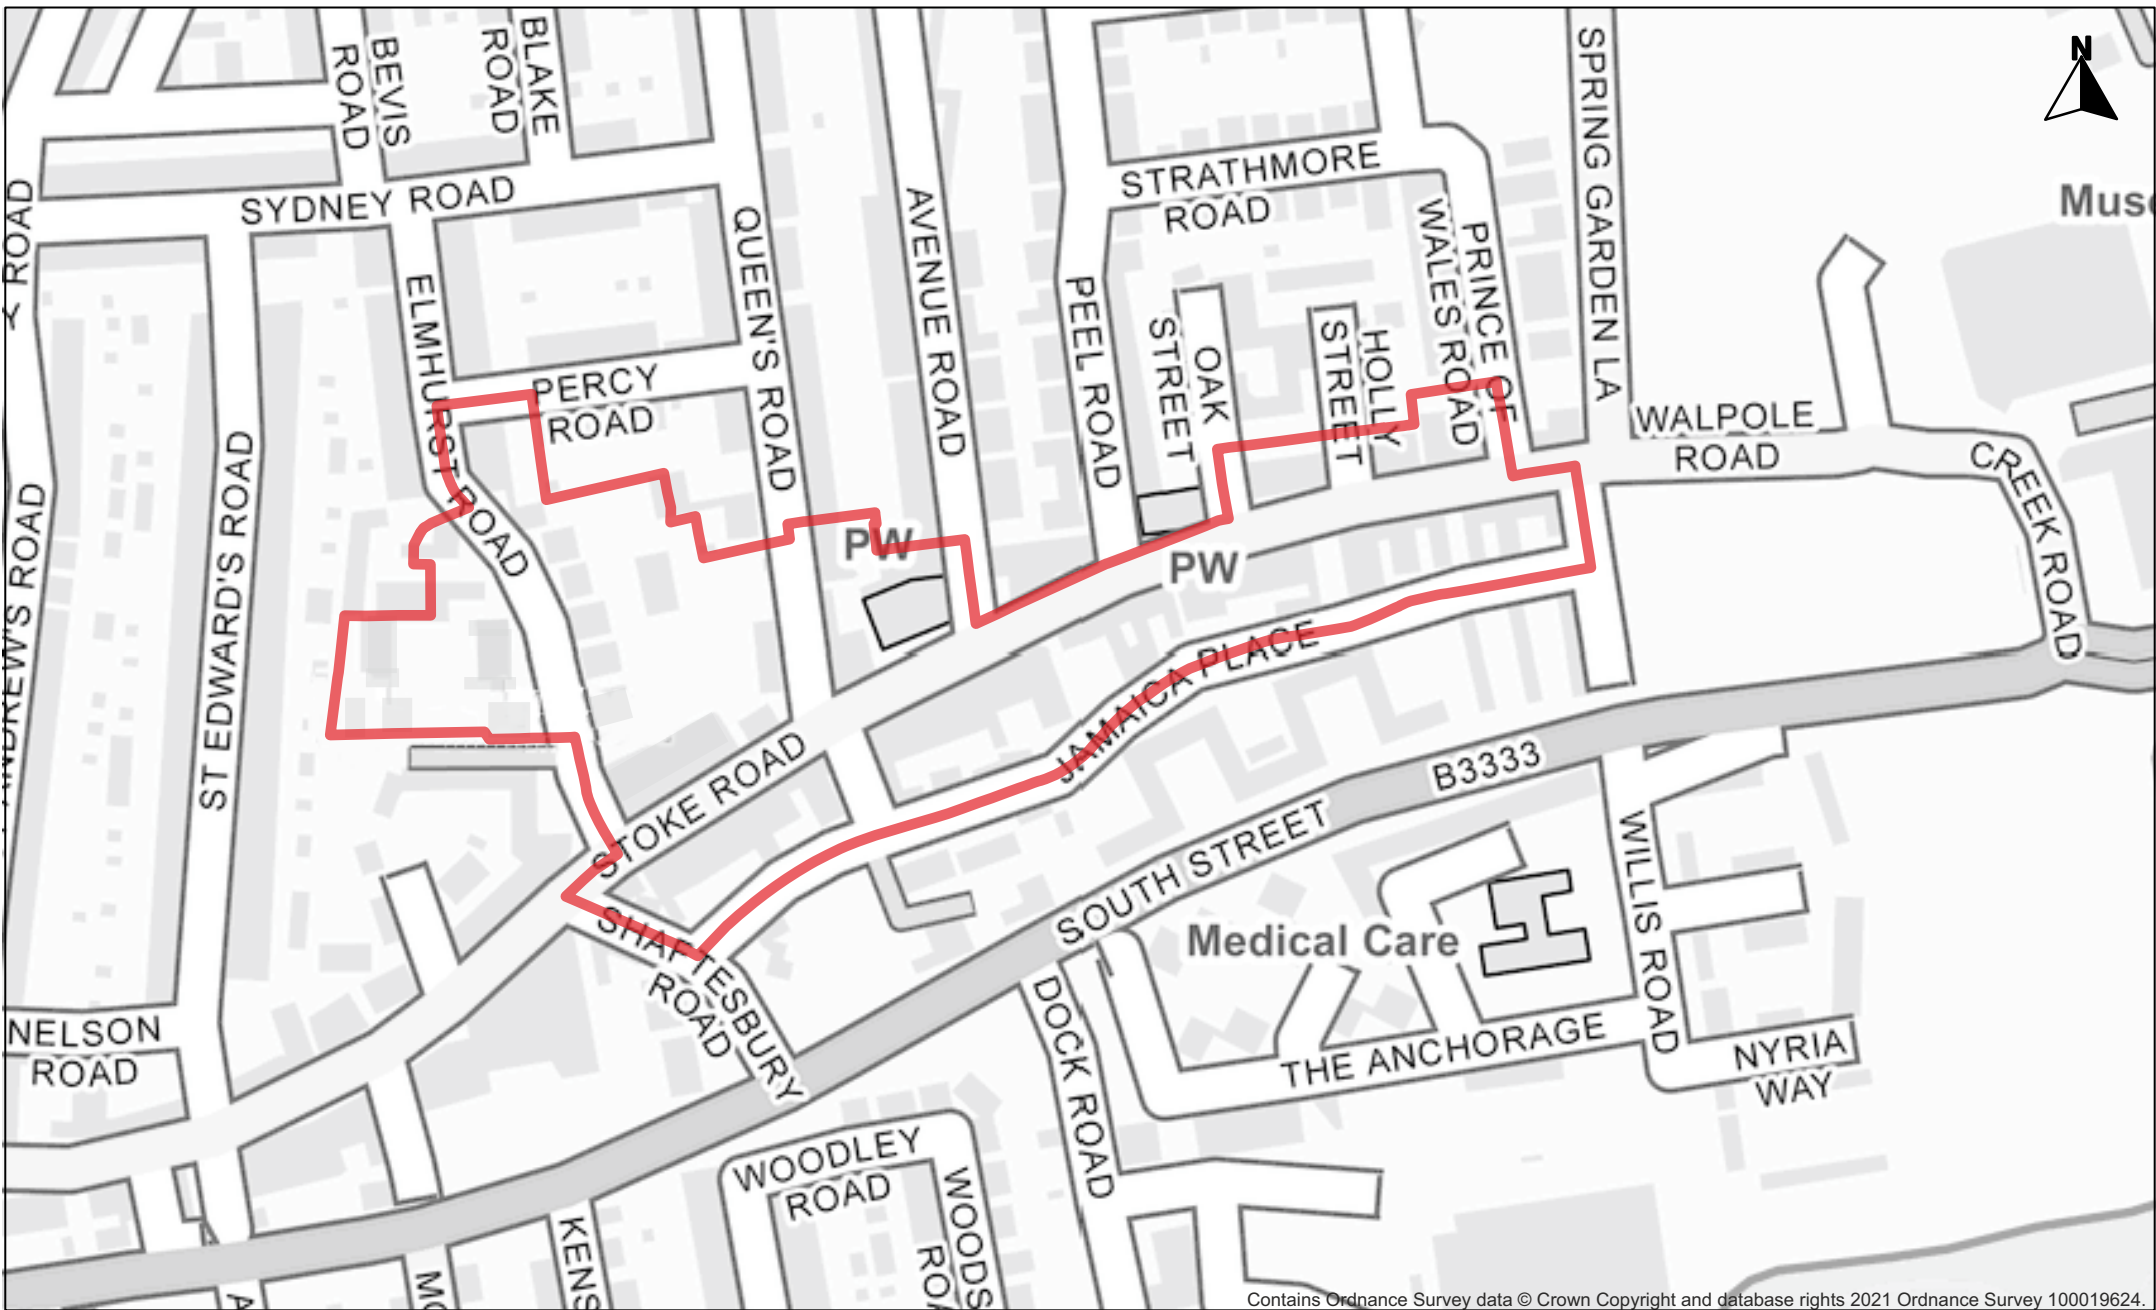 BEVIS
ROAD
BLAKE
ROAD
SPRING GARDEN LA
N
STRATHMORE
ROAD
SYDNEY ROAD
ROAD
AVENUE ROAD
QUEEN'S ROAD
PRINCE OF
WALES ROAD
ELMHURST ROAD
PEEL ROAD
OAK
STREET
HOLLY
STREET
PERCY
ROAD
WALPOLE
ROAD
CREEK ROAD
ST EDWARD'S ROAD
PW
PW
JAMAICA PLACE
STOKE ROAD
B3333
SOUTH STREET
WILLIS ROAD
Medical Care
SHAFTESBURY
ROAD
NELSON
ROAD
DOCK ROAD
THE ANCHORAGE
NYRIA
WAY
WOODLEY
ROAD
Contains Ordnance Survey data © Crown Copyright and database rights 2021 Ordnance Survey 100019624